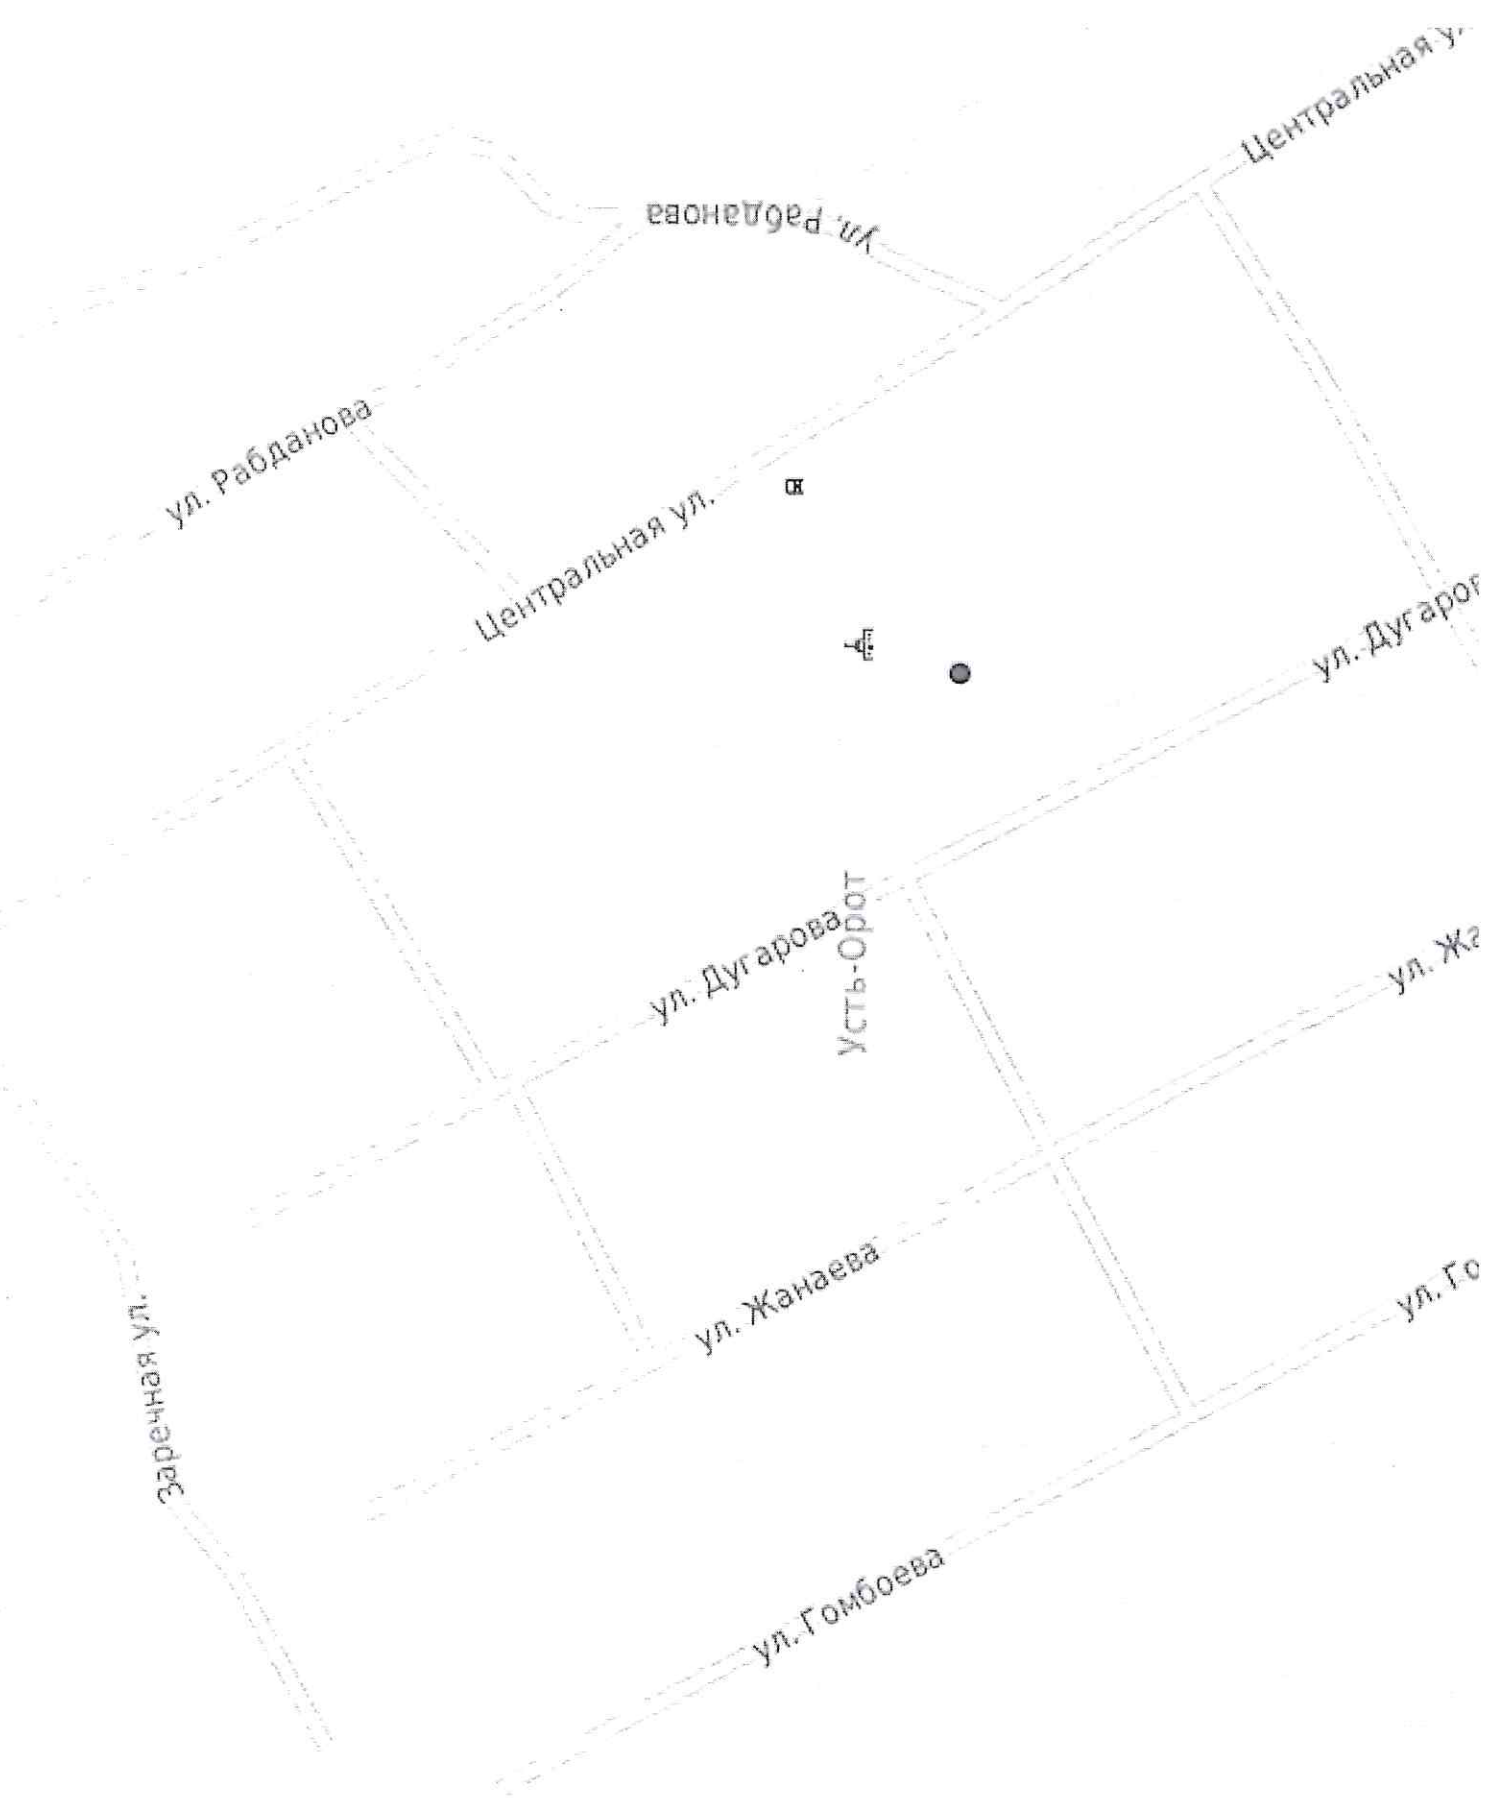 Центральная ул
ул. Рабданова
ул. Рабданова
Центральная ул.
ул. Дугаров
ул. Дугарова
Усть-Орот
ул. Жа
ул. Жанаева
ул. Го
Заречная ул.
ул. Гомбоева